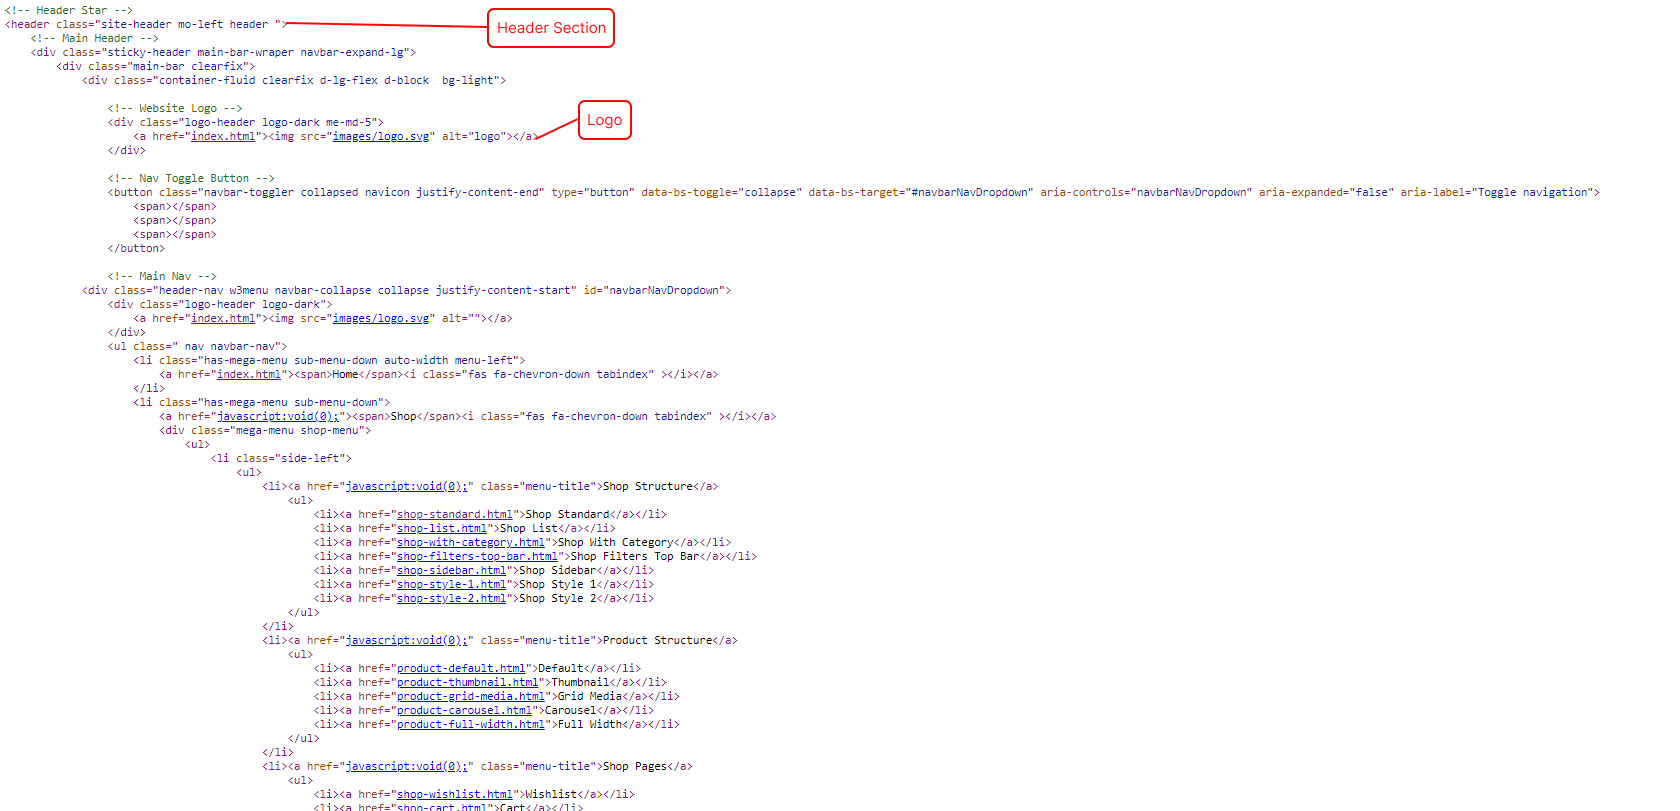 <!-- Header Star -->
<header class="site-header mo-left header ">
Header Section
<!-- Main Header -->
<div class="sticky-header main-bar-wraper navbar-expand-lg">
<div class="main-bar clearfix">
<div class="container-fluid clearfix d-lg-flex d-block  bg-light">
<!-- Website Logo -->
<div class="logo-header logo-dark me-md-5">
Logo
<a href="index.html"><img src="images/logo.svg" alt="logo"></a>
</div>
<!-- Nav Toggle Button -->
<button class="navbar-toggler collapsed navicon justify-content-end" type="button" data-bs-toggle="collapse" data-bs-target="#navbarNavDropdown" aria-controls="navbarNavDropdown" aria-expanded="false" aria-label="Toggle navigation">
<span></span>
<span></span>
<span></span>
</button>
<!-- Main Nav -->
<div class="header-nav w3menu navbar-collapse collapse justify-content-start" id="navbarNavDropdown">
<div class="logo-header logo-dark">
<a href="index.html"><img src="images/logo.svg" alt=""></a>
</div>
<ul class=" nav navbar-nav">
<li class="has-mega-menu sub-menu-down auto-width menu-left">
<a href="index.html"><span>Home</span><i class="fas fa-chevron-down tabindex" ></i></a>
</li>
<li class="has-mega-menu sub-menu-down">
<a href="javascript:void(0);"><span>Shop</span><i class="fas fa-chevron-down tabindex" ></i></a>
<div class="mega-menu shop-menu">
<ul>
<li class="side-left">
<ul>
<li><a href="javascript:void(0);" class="menu-title">Shop Structure</a>
<ul>
<li><a href="shop-standard.html">Shop Standard</a></li>
<li><a href="shop-list.html">Shop List</a></li>
<li><a href="shop-with-category.html">Shop With Category</a></li>
<li><a href="shop-filters-top-bar.html">Shop Filters Top Bar</a></li>
<li><a href="shop-sidebar.html">Shop Sidebar</a></li>
<li><a href="shop-style-1.html">Shop Style 1</a></li>
<li><a href="shop-style-2.html">Shop Style 2</a></li>
</ul>
</li>
<li><a href="javascript:void(0);" class="menu-title">Product Structure</a>
<ul>
<li><a href="product-default.html">Default</a></li>
<li><a href="product-thumbnail.html">Thumbnail</a></li>
<li><a href="product-grid-media.html">Grid Media</a></li>
<li><a href="product-carousel.html">Carousel</a></li>
<li><a href="product-full-width.html">Full Width</a></li>
</ul>
</li>
<li><a href="javascript:void(0);" class="menu-title">Shop Pages</a>
<ul>
<li><a href="shop-wishlist.html">Wishlist</a></li>
<li><a href="shop-cart.html">Cart</a></li>